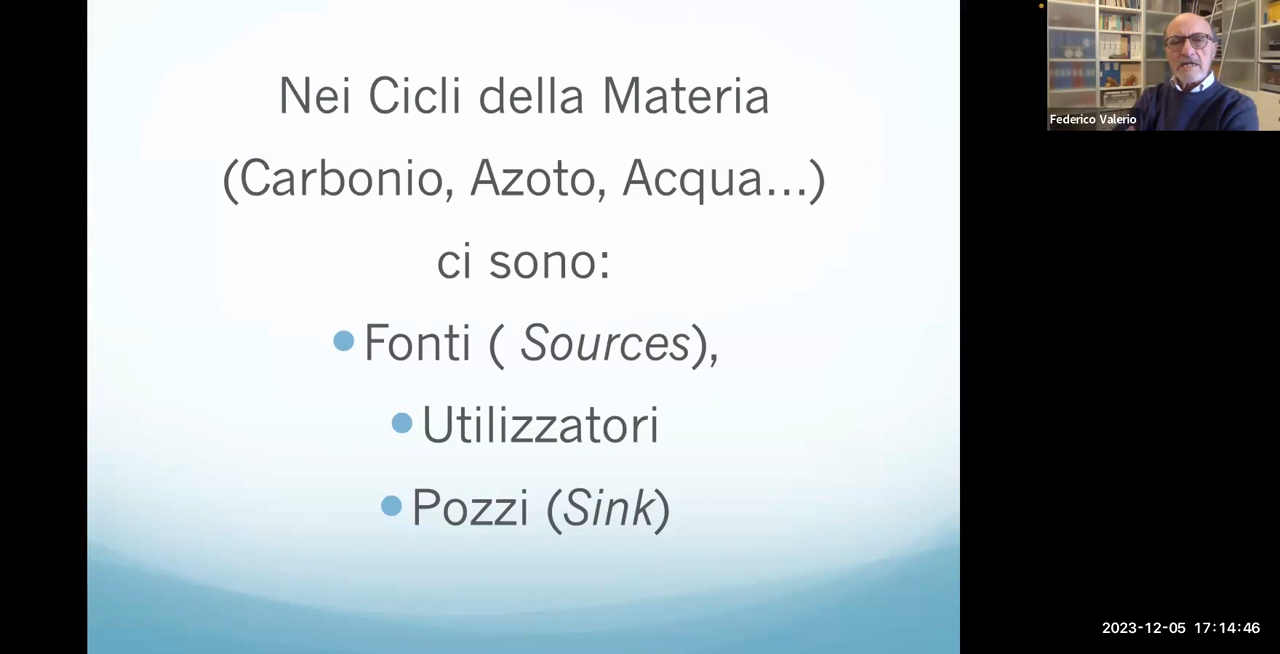 Nei Cicli della Materia
(Carbonio, Azoto, Acqua...)
ci sono:
Fonti ( Sources),
Utilizzatori
Pozzi (Sink)
Federico Valerio
2023-12-05 17:14:46